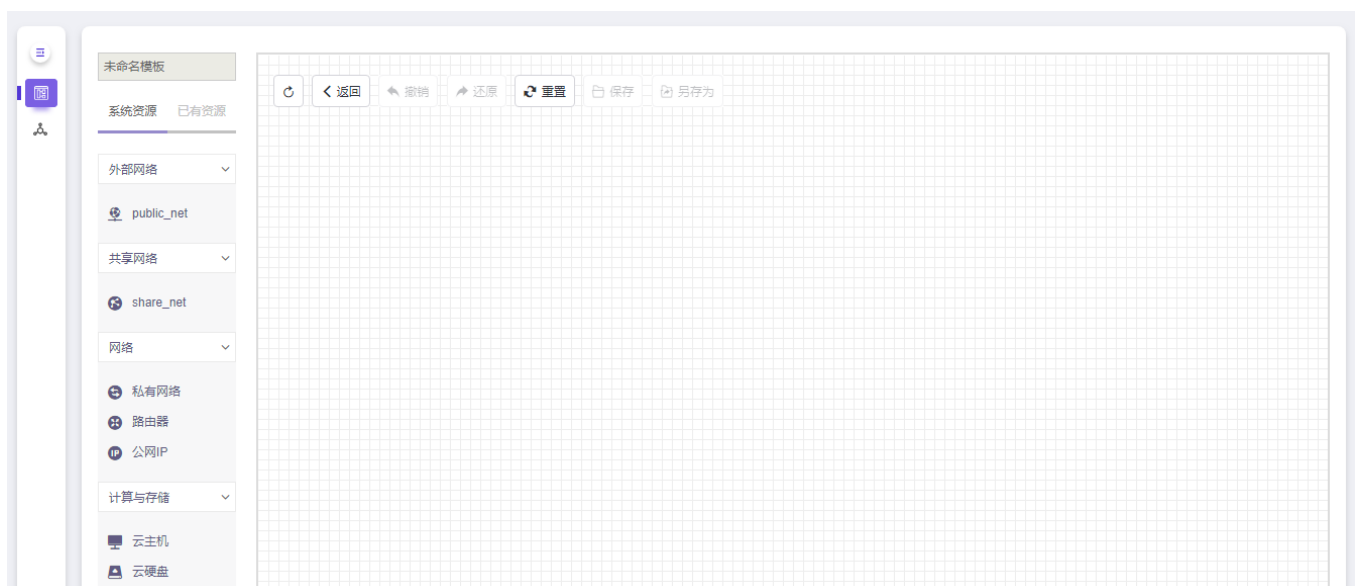 未命名模板
系统资源 已有资源
返回 撤销 还原 重置 保存 另存为
外部网络
public_net
共享网络
share_net
网络
私有网络
路由器
IP 公网IP
计算与存储
云主机
云硬盘